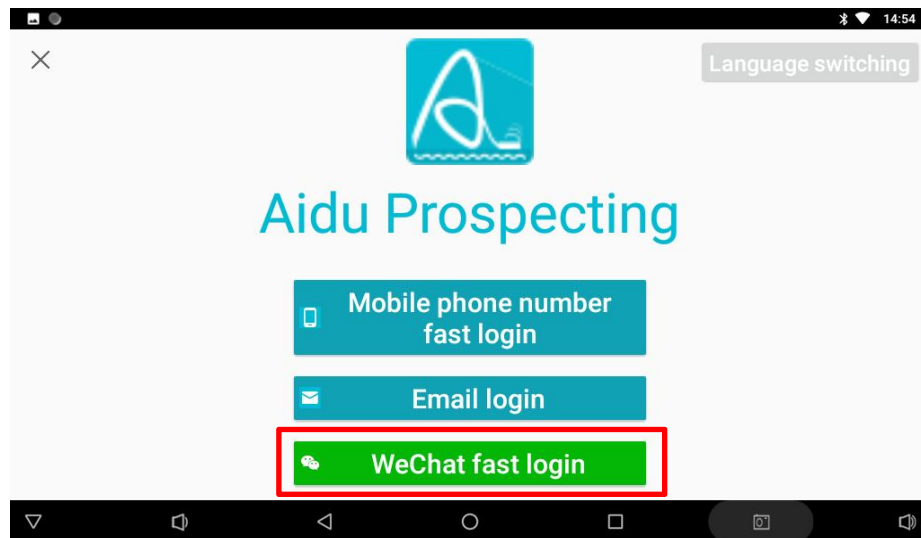 14:54
Language switching
Aidu Prospecting
Mobile phone number
fast login
Email login
WeChat fast login